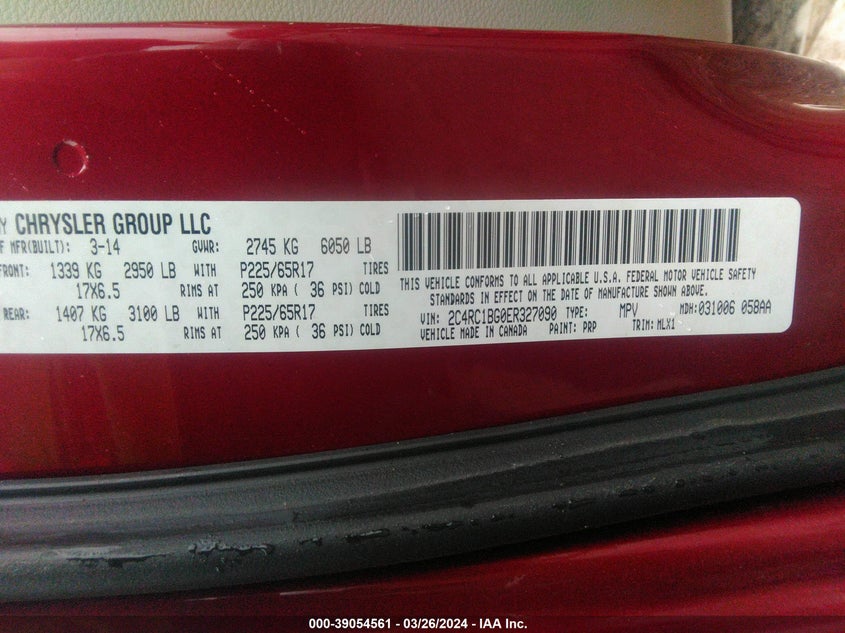 CHRYSLER GROUP LLC
MFR(BUILT): 3-14 GVWR: 2745 KG 6050 LB
FRONT: 1339 KG 2950 LB WITH P225/65R17 TIRES
17X6.5 RIMS AT 250 KPA ( 36 PSI) COLD
REAR: 1407 KG 3100 LB WITH P225/65R17 TIRES
17X6.5 RIMS AT 250 KPA ( 36 PSI) COLD
THIS VEHICLE CONFORMS TO ALL APPLICABLE U.S.A. FEDERAL MOTOR VEHICLE SAFETY
STANDARDS IN EFFECT ON THE DATE OF MANUFACTURE SHOWN ABOVE.
VIN: 2C4RC1BG0ER327090 TYPE: MPV MDH: 031006 058AA
VEHICLE MADE IN CANADA PAINT: PRP TRIM: MLX1
000-39054561 - 03/26/2024 - IAA Inc.